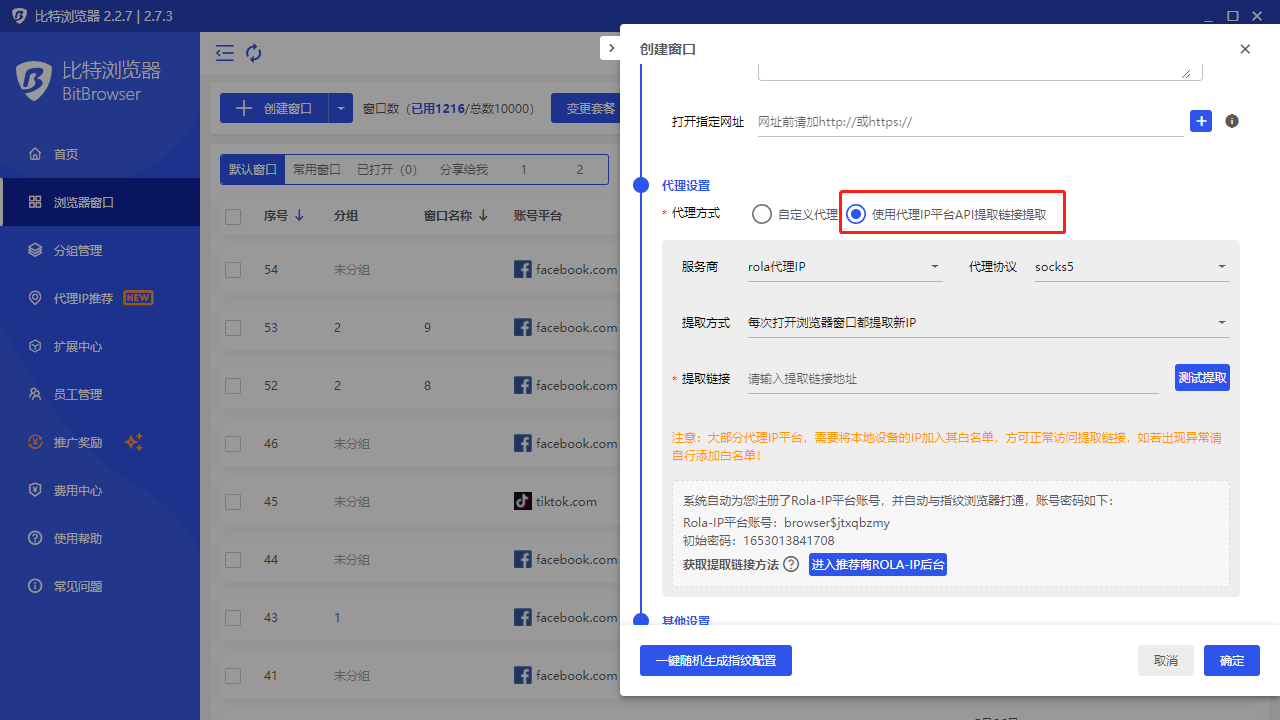 比特浏览器 2.2.7 | 2.7.3
比特浏览器
BitBrowser
首页
浏览器窗口
分组管理
代理IP推荐 NEW
扩展中心
员工管理
推广奖励
费用中心
使用帮助
常见问题
创建窗口
窗口数（已用1216/总数10000）
变更套餐
默认窗口 常用窗口 已打开（0） 分享给我 1 2
序号 分组 窗口名称 账号平台
54 未分组 facebook.com
53 2 9 facebook.com
52 2 8 facebook.com
46 未分组 facebook.com
45 未分组 tiktok.com
44 未分组 facebook.com
43 1 facebook.com
41 未分组 facebook.com
创建窗口
打开指定网址 网址前请加http://或https://
代理设置
* 代理方式 自定义代理 使用代理IP平台API提取链接提取
服务商 rola代理IP 代理协议 socks5
提取方式 每次打开浏览器窗口都提取新IP
* 提取链接 请输入提取链接地址 测试提取
注意：大部分代理IP平台，需要将本地设备的IP加入其白名单，方可正常访问提取链接，如若出现异常请
自行添加白名单！
系统自动为您注册了Rola-IP平台账号，并自动与指纹浏览器打通，账号密码如下：
Rola-IP平台账号：browser$jtxqbzmy
初始密码：1653013841708
获取提取链接方法 进入推荐商ROLA-IP后台
其他设置
一键随机生成指纹配置
取消
确定